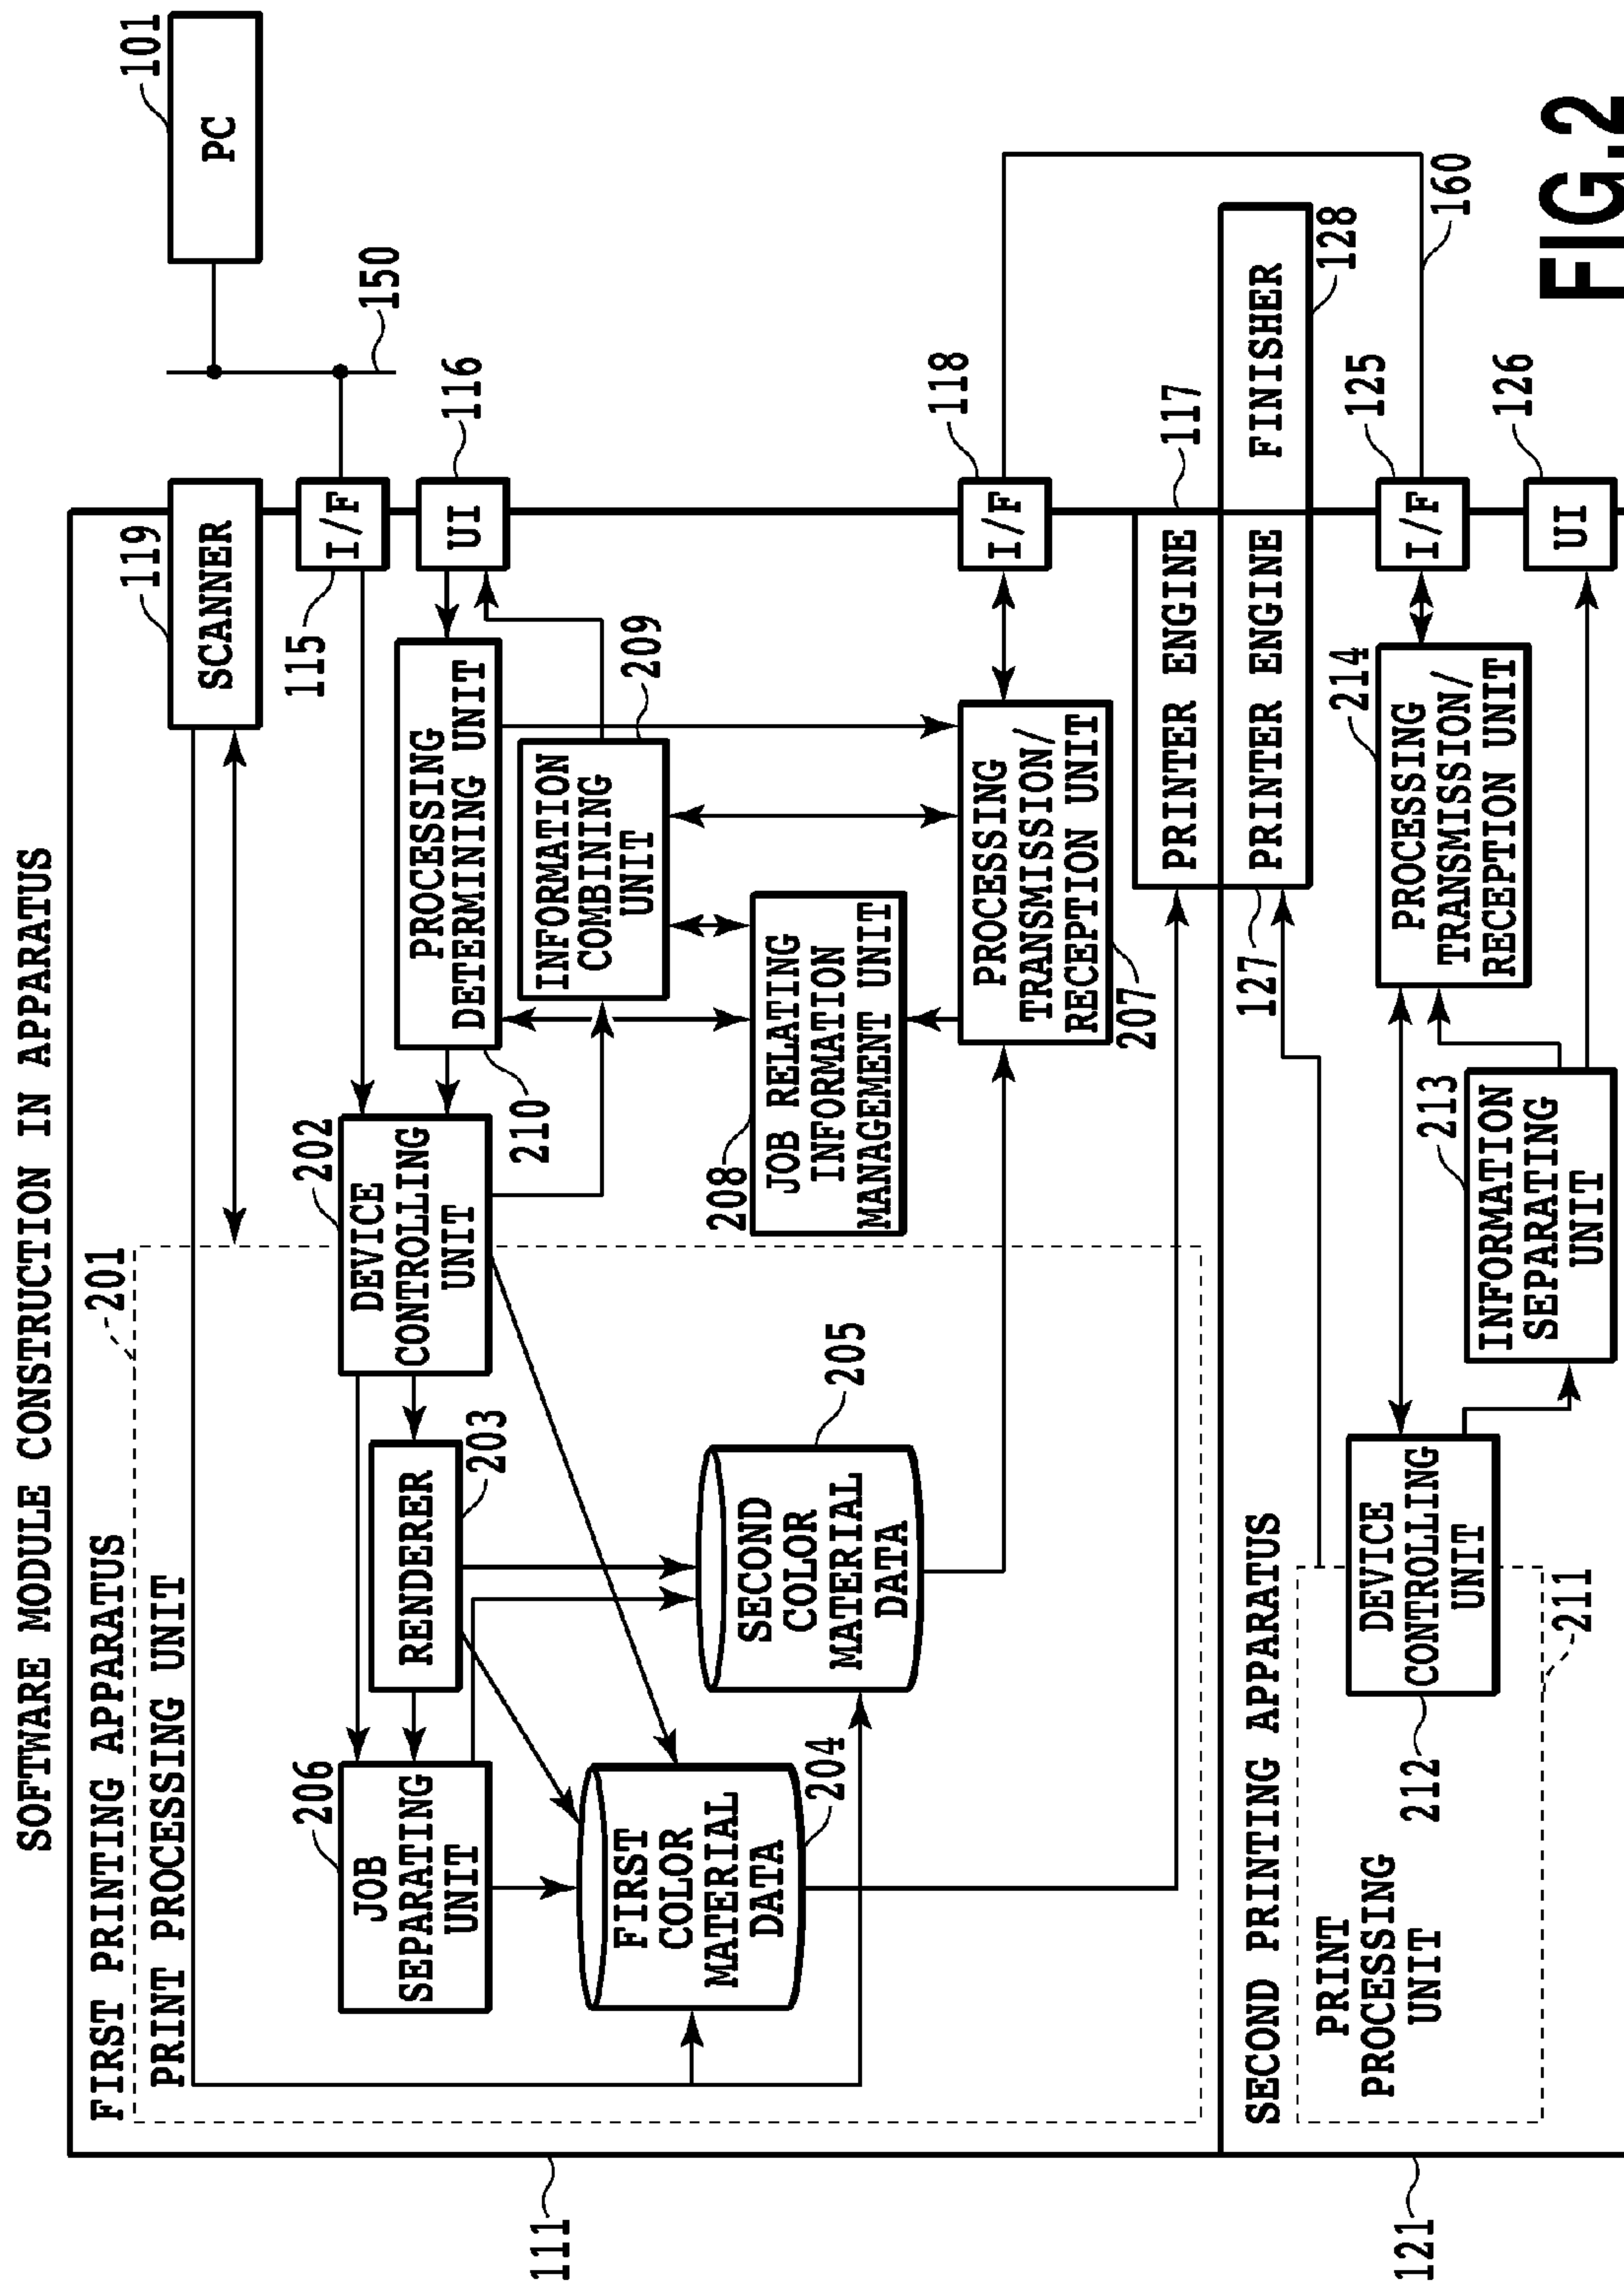 SOFTWARE MODULE CONSTRUCTION IN APPARATUS
FIRST PRINTING APPARATUS
201
PRINT PROCESSING UNIT
119
SCANNER
101
PC
150
115
I/F
116
UI
206
JOB
SEPARATING
UNIT
RENDERER
203
202
DEVICE
CONTROLLING
UNIT
PROCESSING
DETERMINING UNIT
210
INFORMATION
COMBINING
UNIT
209
FIRST
COLOR
MATERIAL
DATA
204
SECOND
COLOR
MATERIAL
DATA
205
208
JOB RELATING
INFORMATION
MANAGEMENT UNIT
PROCESSING
TRANSMISSION/
RECEPTION UNIT
207
118
I/F
111
PRINTER ENGINE
117
SECOND PRINTING APPARATUS
127
PRINTER ENGINE
FINISHER
128
PRINT
PROCESSING
UNIT
211
DEVICE
CONTROLLING
UNIT
212
213
INFORMATION
SEPARATING
UNIT
214
PROCESSING
TRANSMISSION/
RECEPTION UNIT
125
I/F
160
126
UI
121
FIG.2